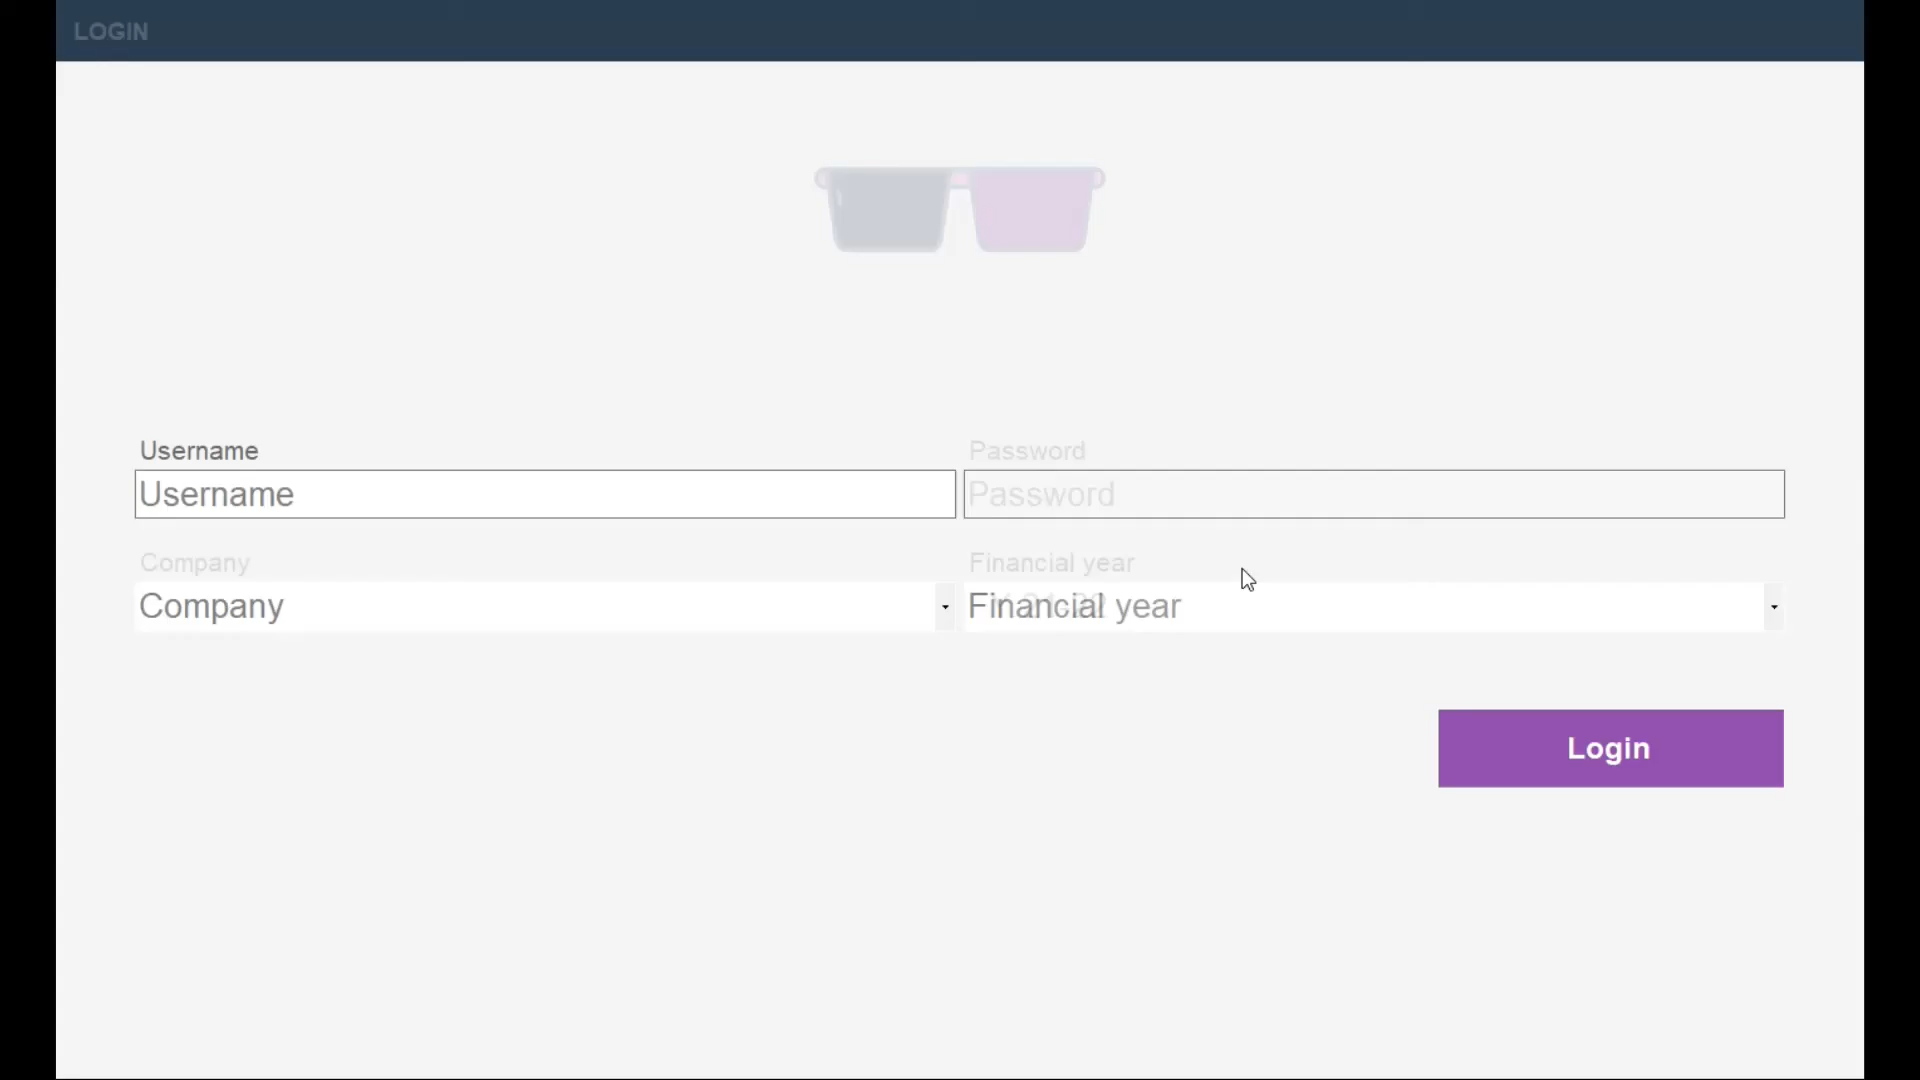 LOGIN
Username Password
Username Password
Company Financial year
Company Financial year
Login